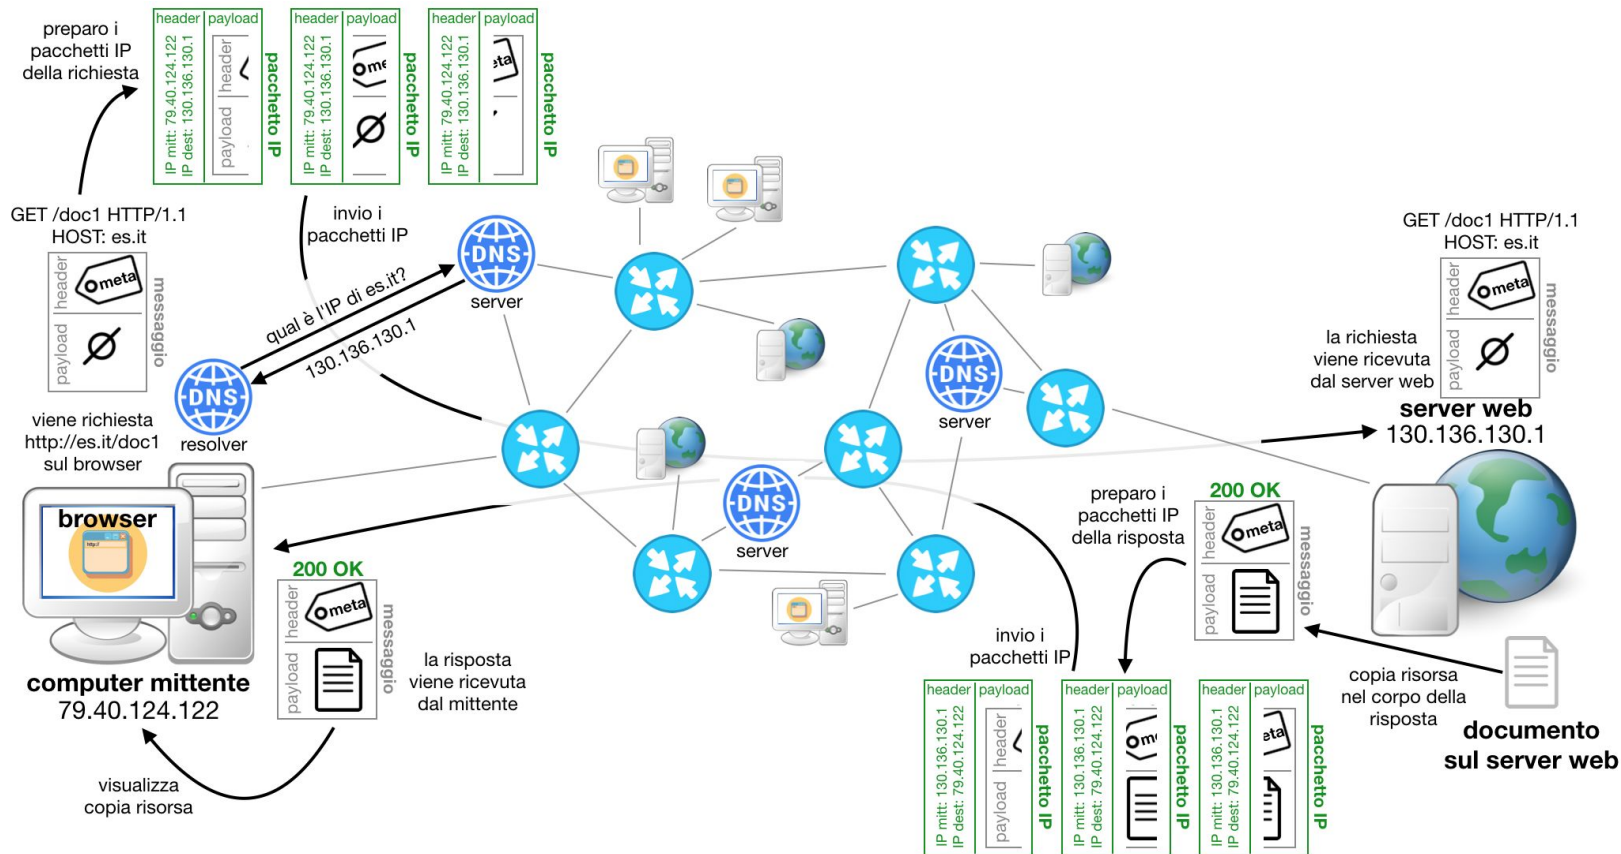 preparo i
pacchetti IP
della richiesta
header payload
IP mitt: 79.40.124.122
IP dest: 130.136.130.1
payload header
pacchetto IP
header payload
IP mitt: 79.40.124.122
IP dest: 130.136.130.1
ome
pacchetto IP
header payload
IP mitt: 79.40.124.122
IP dest: 130.136.130.1
eta
pacchetto IP
GET /doc1 HTTP/1.1
HOST: es.it
header
meta
payload
messaggio
invio i
pacchetti IP
DNS
server
qual è l'IP di es.it?
130.136.130.1
DNS
resolver
viene richiesta
http://es.it/doc1
sul browser
browser
http://
computer mittente
79.40.124.122
200 OK
header
meta
payload
messaggio
la risposta
viene ricevuta
dal mittente
visualizza
copia risorsa
DNS
server
DNS
server
GET /doc1 HTTP/1.1
HOST: es.it
header
meta
payload
messaggio
la richiesta
viene ricevuta
dal server web
server web
130.136.130.1
preparo i
pacchetti IP
della risposta
200 OK
header
meta
payload
messaggio
copia risorsa
nel corpo della
risposta
documento
sul server web
invio i
pacchetti IP
header payload
IP mitt: 130.136.130.1
IP dest: 79.40.124.122
payload header
pacchetto IP
header payload
IP mitt: 130.136.130.1
IP dest: 79.40.124.122
om
pacchetto IP
header payload
IP mitt: 130.136.130.1
IP dest: 79.40.124.122
eta
pacchetto IP